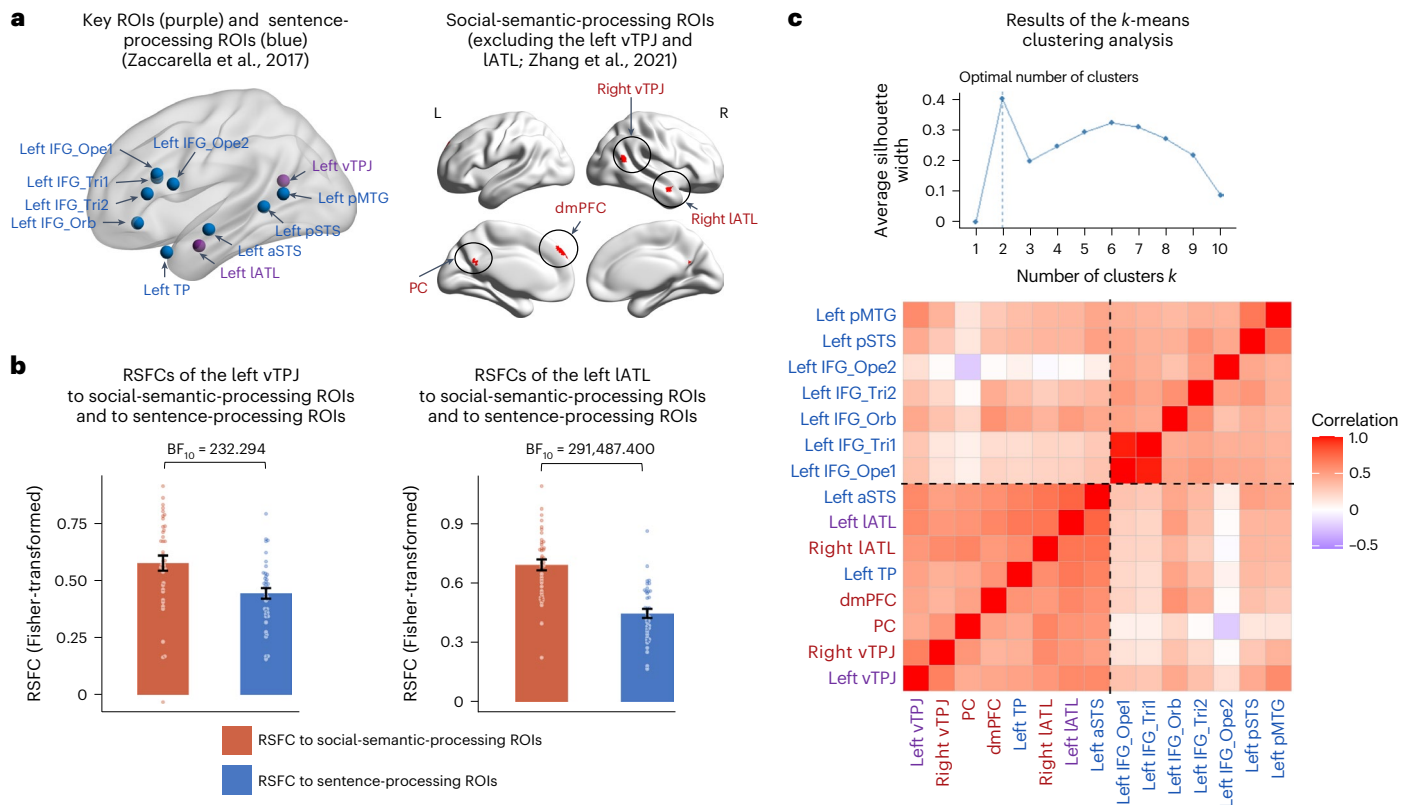 a
Key ROIs (purple) and sentence-
processing ROIs (blue)
(Zaccarella et al., 2017)
Left IFG_Ope1
Left IFG_Ope2
Left IFG_Tri1
Left IFG_Tri2
Left IFG_Orb
Left vTPJ
Left pMTG
Left pSTS
Left aSTS
Left lATL
Left TP
Social-semantic-processing ROIs
(excluding the left vTPJ and
lATL; Zhang et al., 2021)
Right vTPJ
L
R
dmPFC
Right lATL
PC
b
RSFCs of the left vTPJ
to social-semantic-processing ROIs
and to sentence-processing ROIs
BF10 = 232.294
RSFC (Fisher-transformed)
0.75
0.50
0.25
0
RSFCs of the left lATL
to social-semantic-processing ROIs
and to sentence-processing ROIs
BF10 = 291,487.400
RSFC (Fisher-transformed)
0.9
0.6
0.3
0
RSFC to social-semantic-processing ROIs
RSFC to sentence-processing ROIs
c
Results of the k-means
clustering analysis
Optimal number of clusters
Average silhouette
width
0.4
0.3
0.2
0.1
0
1 2 3 4 5 6 7 8 9 10
Number of clusters k
Left pMTG
Left pSTS
Left IFG_Ope2
Left IFG_Tri2
Left IFG_Orb
Left IFG_Tri1
Left IFG_Ope1
Left aSTS
Left lATL
Right lATL
Left TP
dmPFC
PC
Right vTPJ
Left vTPJ
Left vTPJ
Right vTPJ
PC
dmPFC
Left TP
Right lATL
Left lATL
Left aSTS
Left IFG_Ope1
Left IFG_Tri1
Left IFG_Orb
Left IFG_Tri2
Left IFG_Ope2
Left pSTS
Left pMTG
Correlation
1.0
0.5
0
−0.5